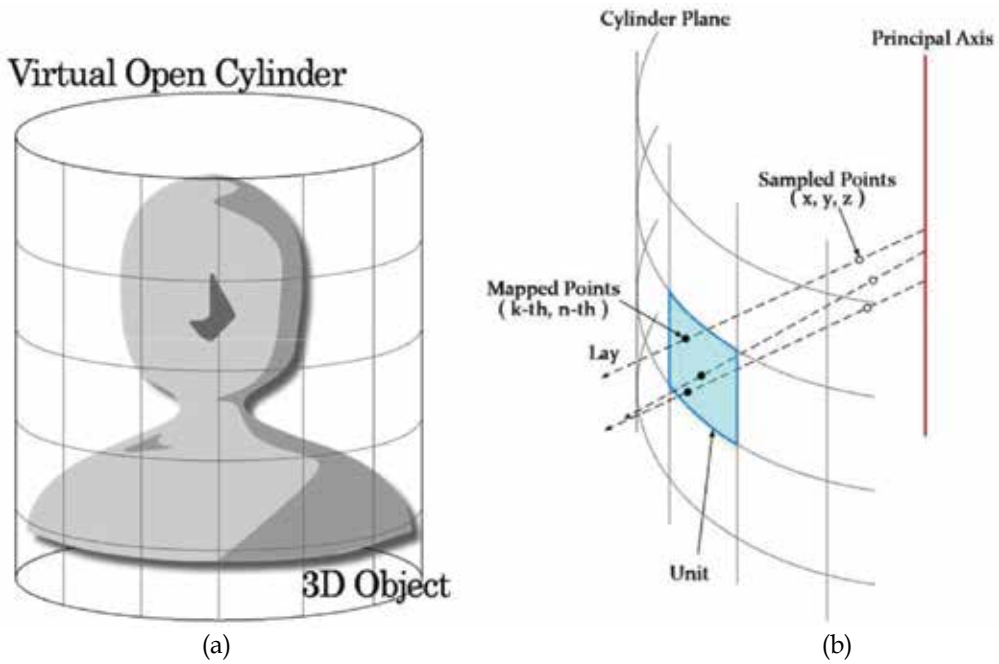 Virtual Open Cylinder
3D Object
(a)
Cylinder Plane
Principal Axis
Sampled Points
( x, y, z )
Mapped Points
( k-th, n-th )
Lay
Unit
(b)